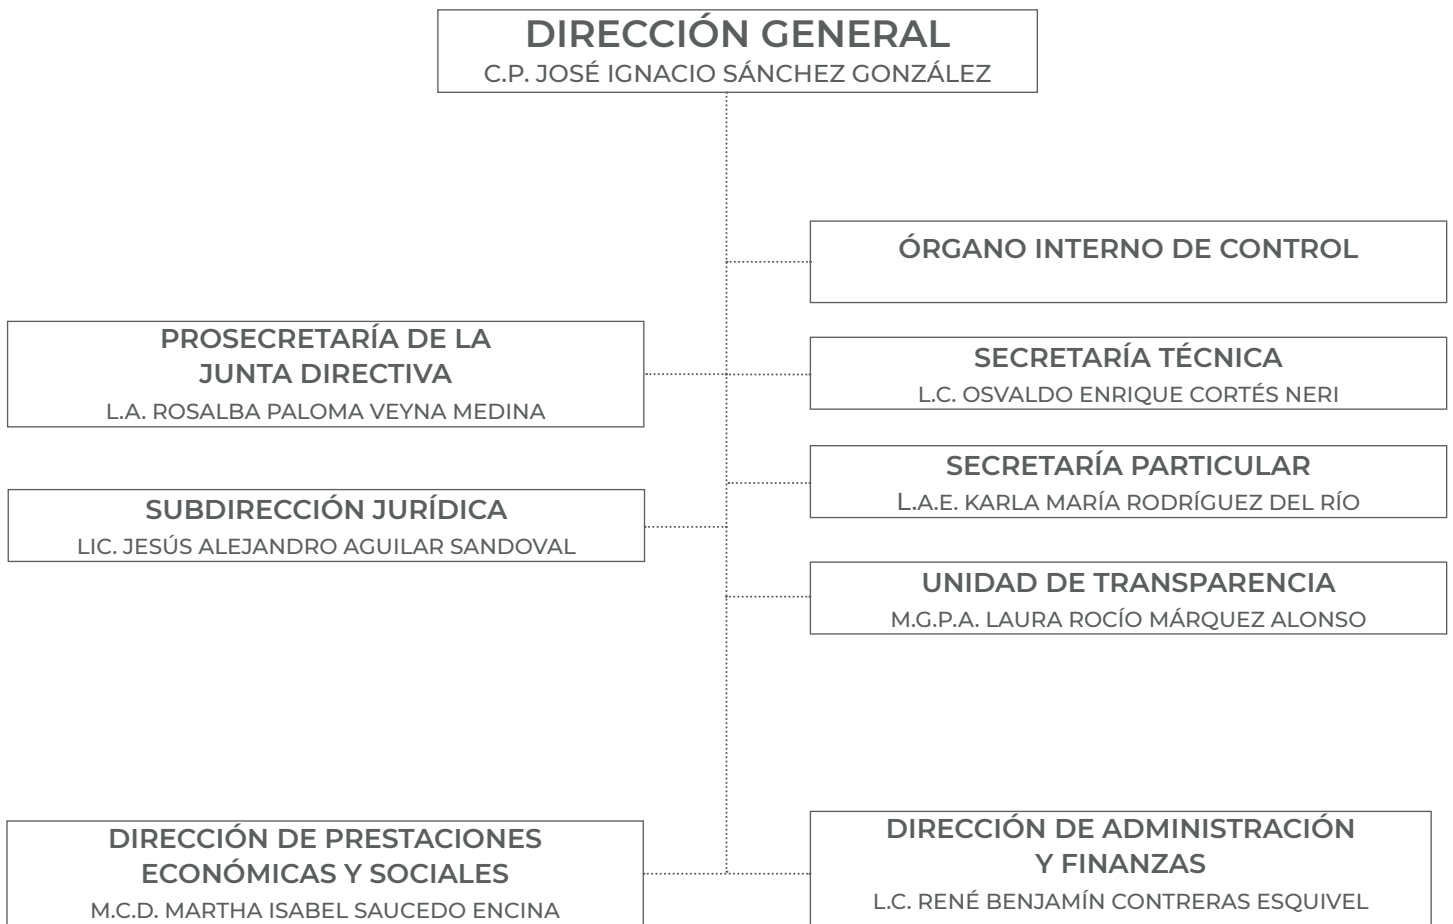 DIRECCIÓN GENERAL
C.P. JOSÉ IGNACIO SÁNCHEZ GONZÁLEZ
ÓRGANO INTERNO DE CONTROL
PROSECRETARÍA DE LA
JUNTA DIRECTIVA
L.A. ROSALBA PALOMA VEYNA MEDINA
SECRETARÍA TÉCNICA
L.C. OSVALDO ENRIQUE CORTÉS NERI
SECRETARÍA PARTICULAR
L.A.E. KARLA MARÍA RODRÍGUEZ DEL RÍO
SUBDIRECCIÓN JURÍDICA
LIC. JESÚS ALEJANDRO AGUILAR SANDOVAL
UNIDAD DE TRANSPARENCIA
M.G.P.A. LAURA ROCÍO MÁRQUEZ ALONSO
DIRECCIÓN DE PRESTACIONES
ECONÓMICAS Y SOCIALES
M.C.D. MARTHA ISABEL SAUCEDO ENCINA
DIRECCIÓN DE ADMINISTRACIÓN
Y FINANZAS
L.C. RENÉ BENJAMÍN CONTRERAS ESQUIVEL